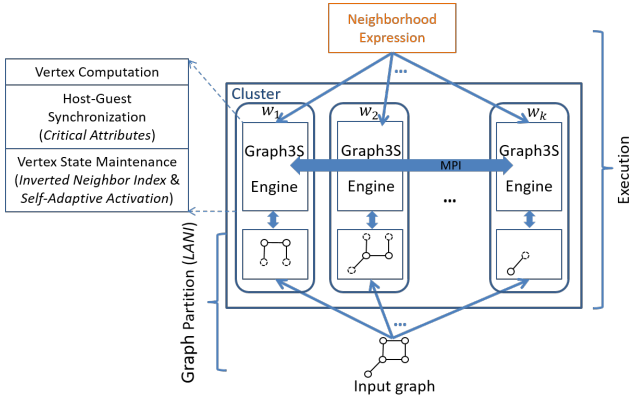 Neighborhood
Expression
...
Vertex Computation
Host-Guest
Synchronization
(Critical Attributes)
Vertex State Maintenance
(Inverted Neighbor Index &
Self-Adaptive Activation)
Cluster
w1
w2
wk
Graph3S
Engine
Graph3S
Engine
Graph3S
Engine
MPI
...
Execution
Graph Partition (LANI)
...
Input graph